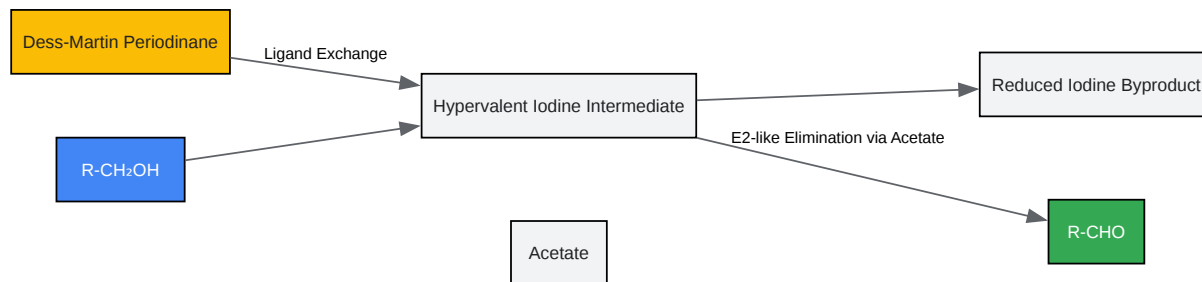 Dess-Martin Periodinane
Ligand Exchange
Hypervalent Iodine Intermediate
Reduced Iodine Byproduct
E2-like Elimination via Acetate
R-CH₂OH
R-CHO
Acetate